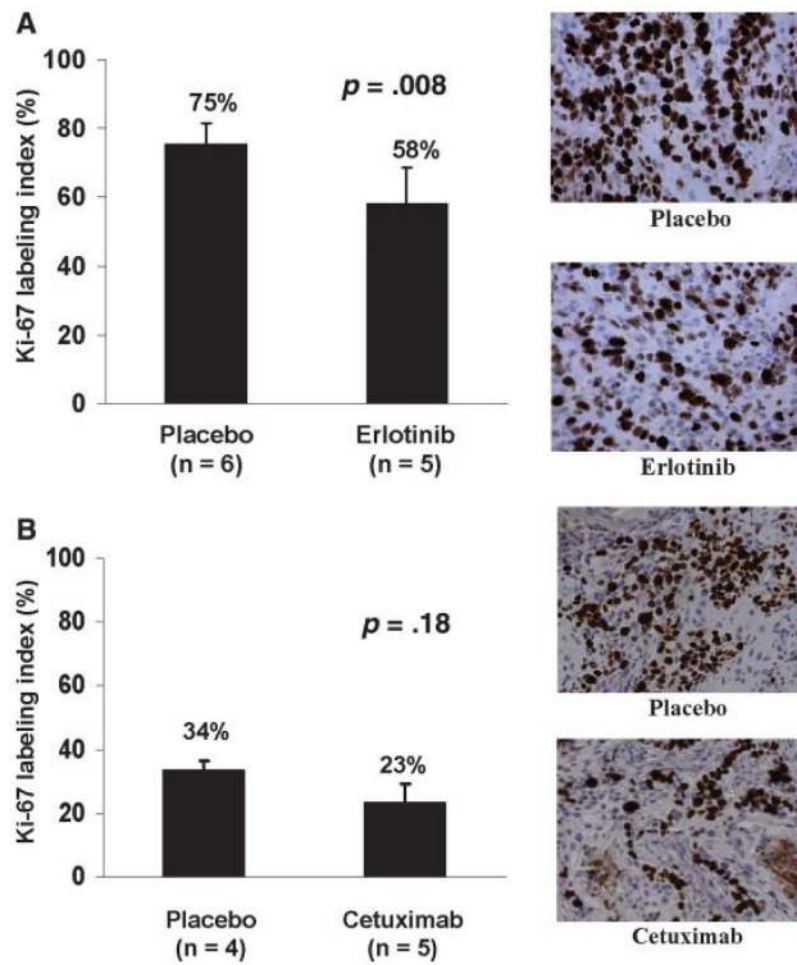 A
Ki-67 labeling index (%)
100
80
60
40
20
0
75%
p = .008
58%
Placebo
(n = 6)
Erlotinib
(n = 5)
Placebo
Erlotinib
B
Ki-67 labeling index (%)
100
80
60
40
20
0
p = .18
34%
23%
Placebo
(n = 4)
Cetuximab
(n = 5)
Placebo
Cetuximab